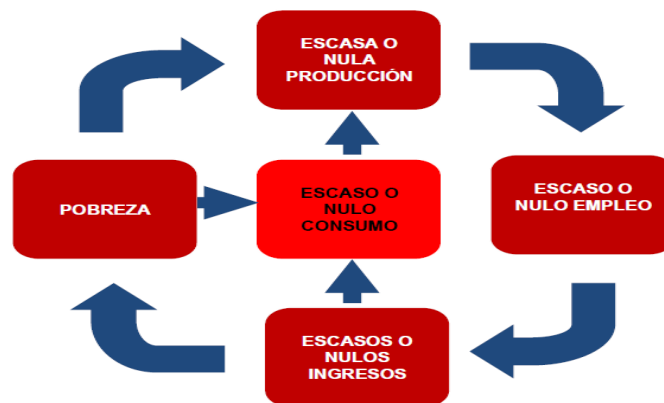 ESCASA O
NULA
PRODUCCIÓN
POBREZA
ESCASO O
NULO
CONSUMO
ESCASO O
NULO EMPLEO
ESCASOS O
NULOS
INGRESOS